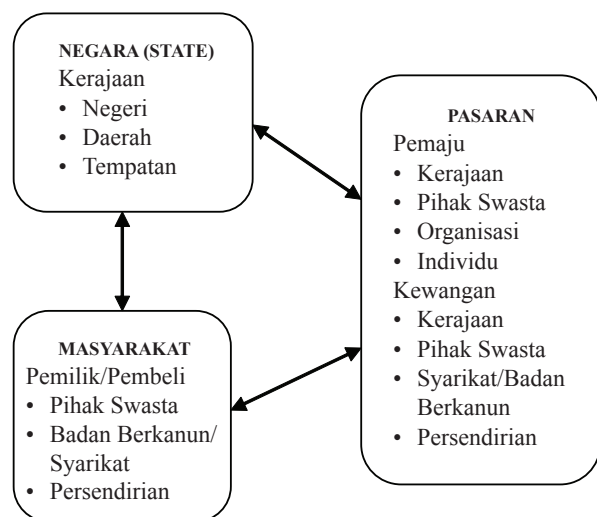 NEGARA (STATE)
Kerajaan
• Negeri
• Daerah
• Tempatan
PASARAN
Pemaju
• Kerajaan
• Pihak Swasta
• Organisasi
• Individu
Kewangan
• Kerajaan
• Pihak Swasta
• Syarikat/Badan
Berkanun
• Persendirian
MASYARAKAT
Pemilik/Pembeli
• Pihak Swasta
• Badan Berkanun/
Syarikat
• Persendirian